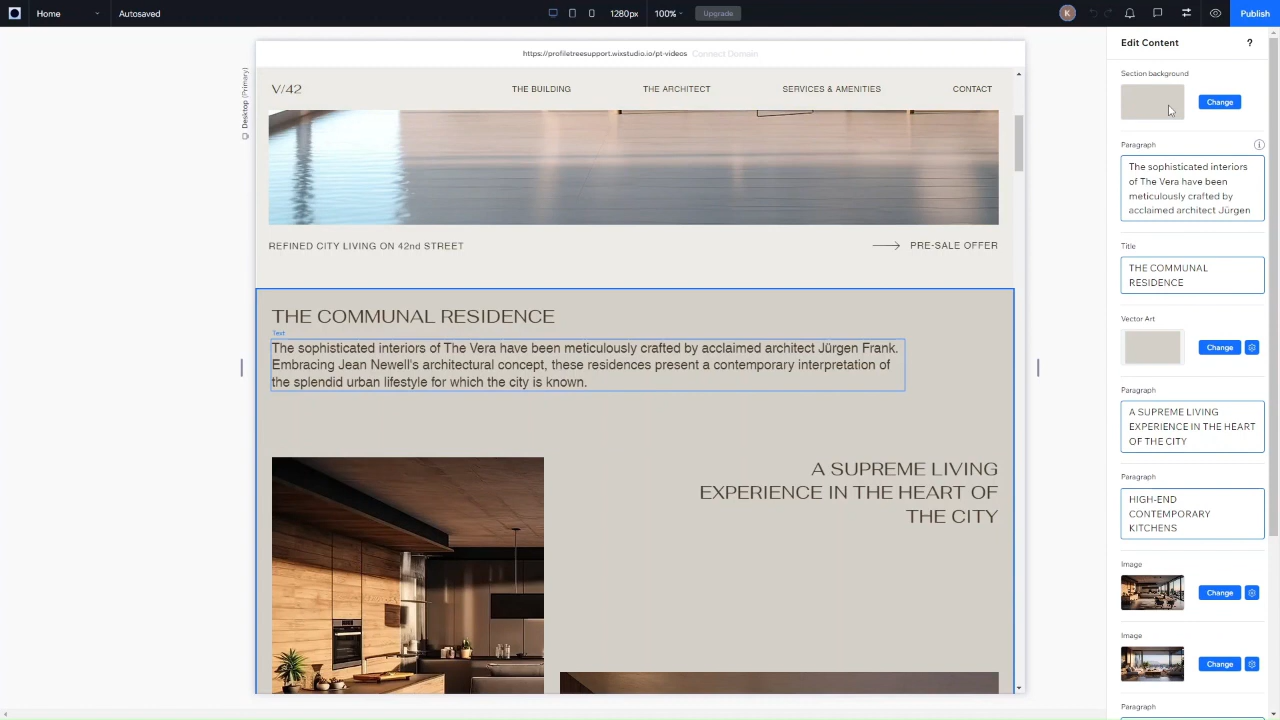 Home
Autosaved
1280px
100%
Upgrade
K
Publish
Desktop (Primary)
https://profiletreesupport.wixstudio.io/pt-videos Connect Domain
V/42
THE BUILDING
THE ARCHITECT
SERVICES & AMENITIES
CONTACT
REFINED CITY LIVING ON 42nd STREET
PRE-SALE OFFER
THE COMMUNAL RESIDENCE
Text
The sophisticated interiors of The Vera have been meticulously crafted by acclaimed architect Jürgen Frank.
Embracing Jean Newell's architectural concept, these residences present a contemporary interpretation of
the splendid urban lifestyle for which the city is known.
A SUPREME LIVING
EXPERIENCE IN THE HEART OF
THE CITY
Edit Content
?
Section background
Change
Paragraph
The sophisticated interiors
of The Vera have been
meticulously crafted by
acclaimed architect Jürgen
Title
THE COMMUNAL
RESIDENCE
Vector Art
Change
Paragraph
A SUPREME LIVING
EXPERIENCE IN THE HEART
OF THE CITY
Paragraph
HIGH-END
CONTEMPORARY
KITCHENS
Image
Change
Image
Change
Paragraph